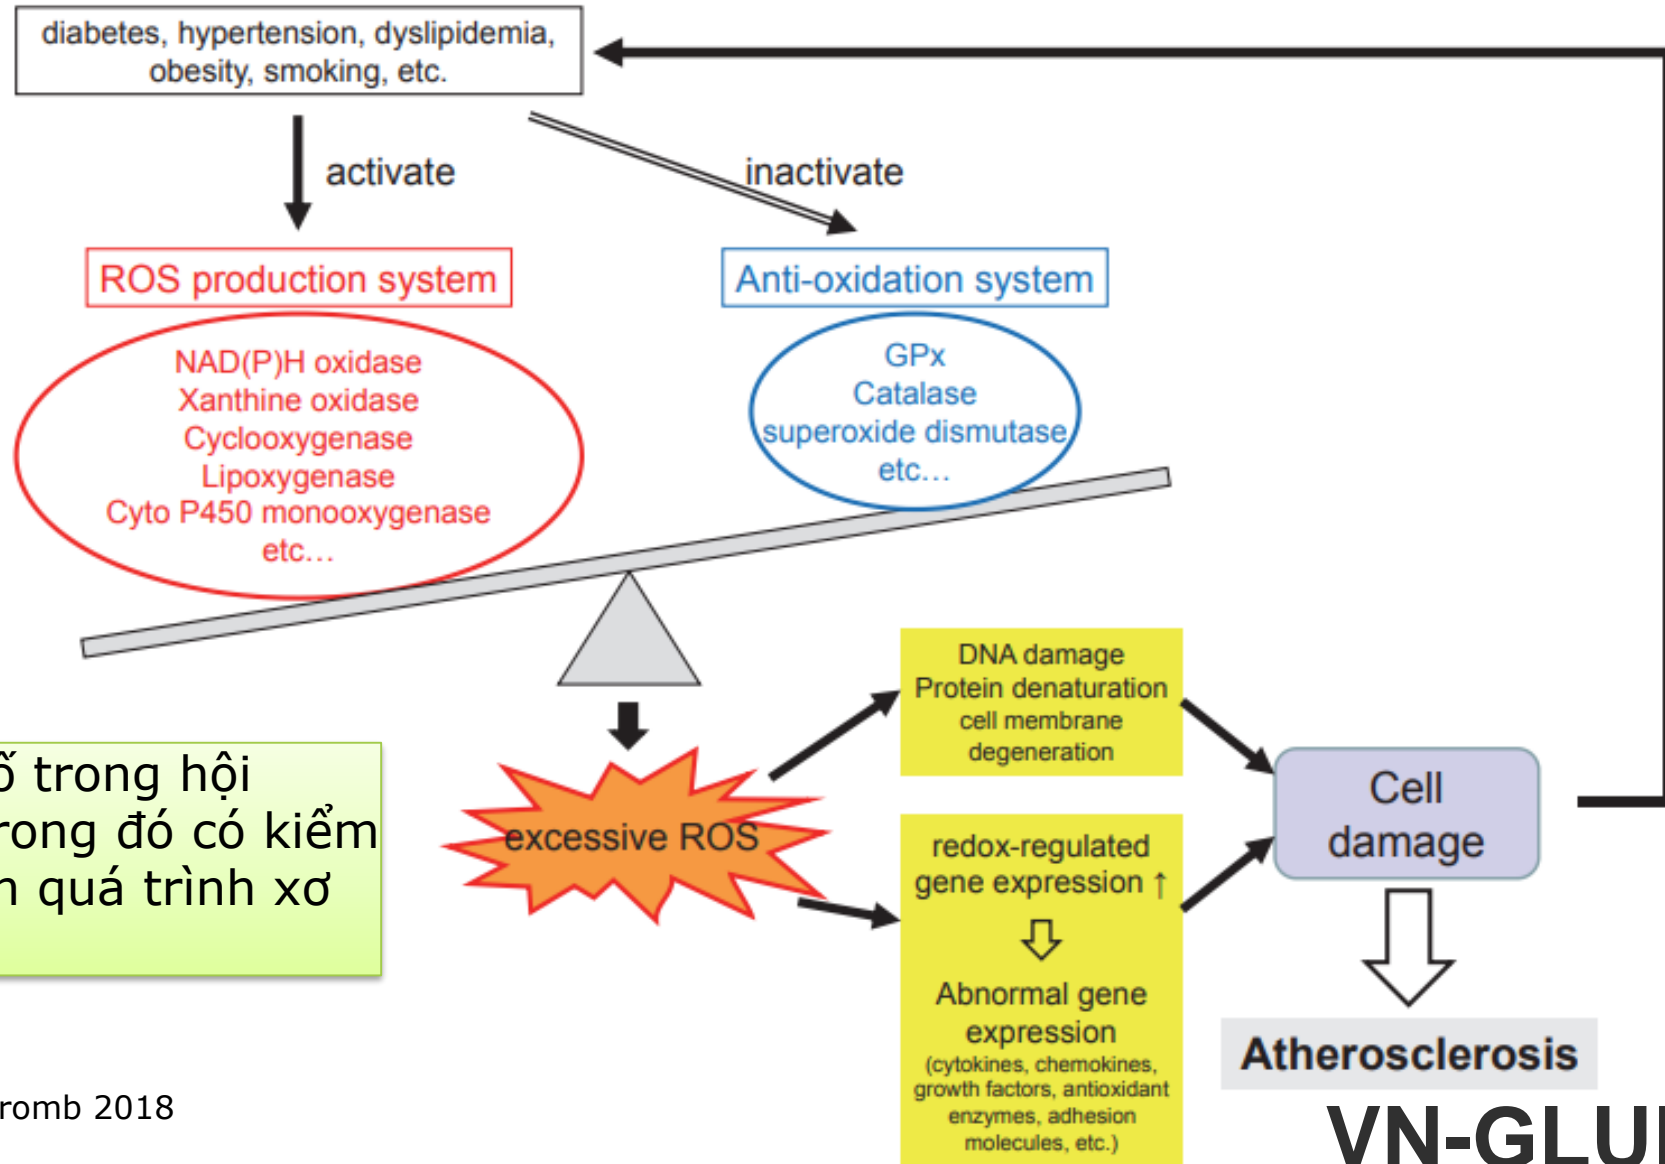 diabetes, hypertension, dyslipidemia,
obesity, smoking, etc.
activate
inactivate
ROS production system
Anti-oxidation system
NAD(P)H oxidase
Xanthine oxidase
Cyclooxygenase
Lipoxygenase
Cyto P450 monooxygenase
etc...
GPx
Catalase
superoxide dismutase
etc...
ố trong hội
rong đó có kiểm
n quá trình xơ
excessive ROS
DNA damage
Protein denaturation
cell membrane
degeneration
redox-regulated
gene expression ↑
Abnormal gene
expression
(cytokines, chemokines,
growth factors, antioxidant
enzymes, adhesion
molecules, etc.)
Cell
damage
Atherosclerosis
romb 2018
VN-GLU